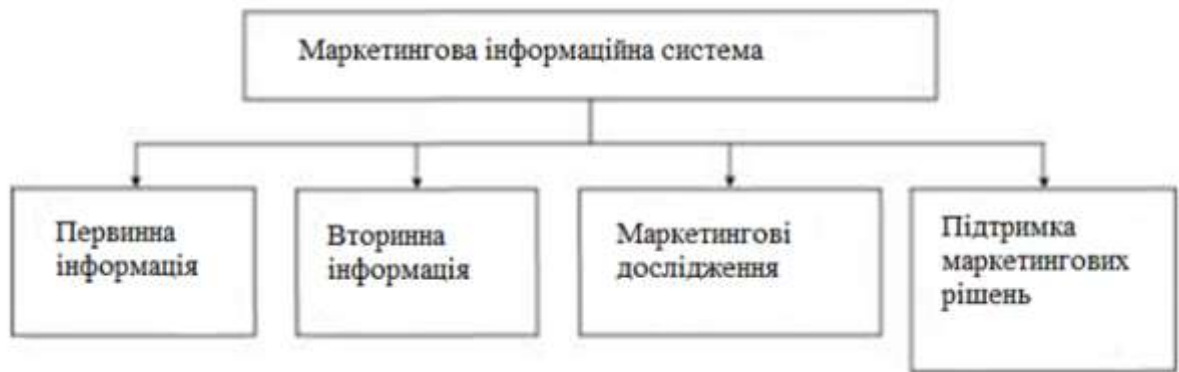 Маркетингова інформаційна система
Первинна
інформація
Вторинна
інформація
Маркетингові
дослідження
Підтримка
маркетингових
рішень